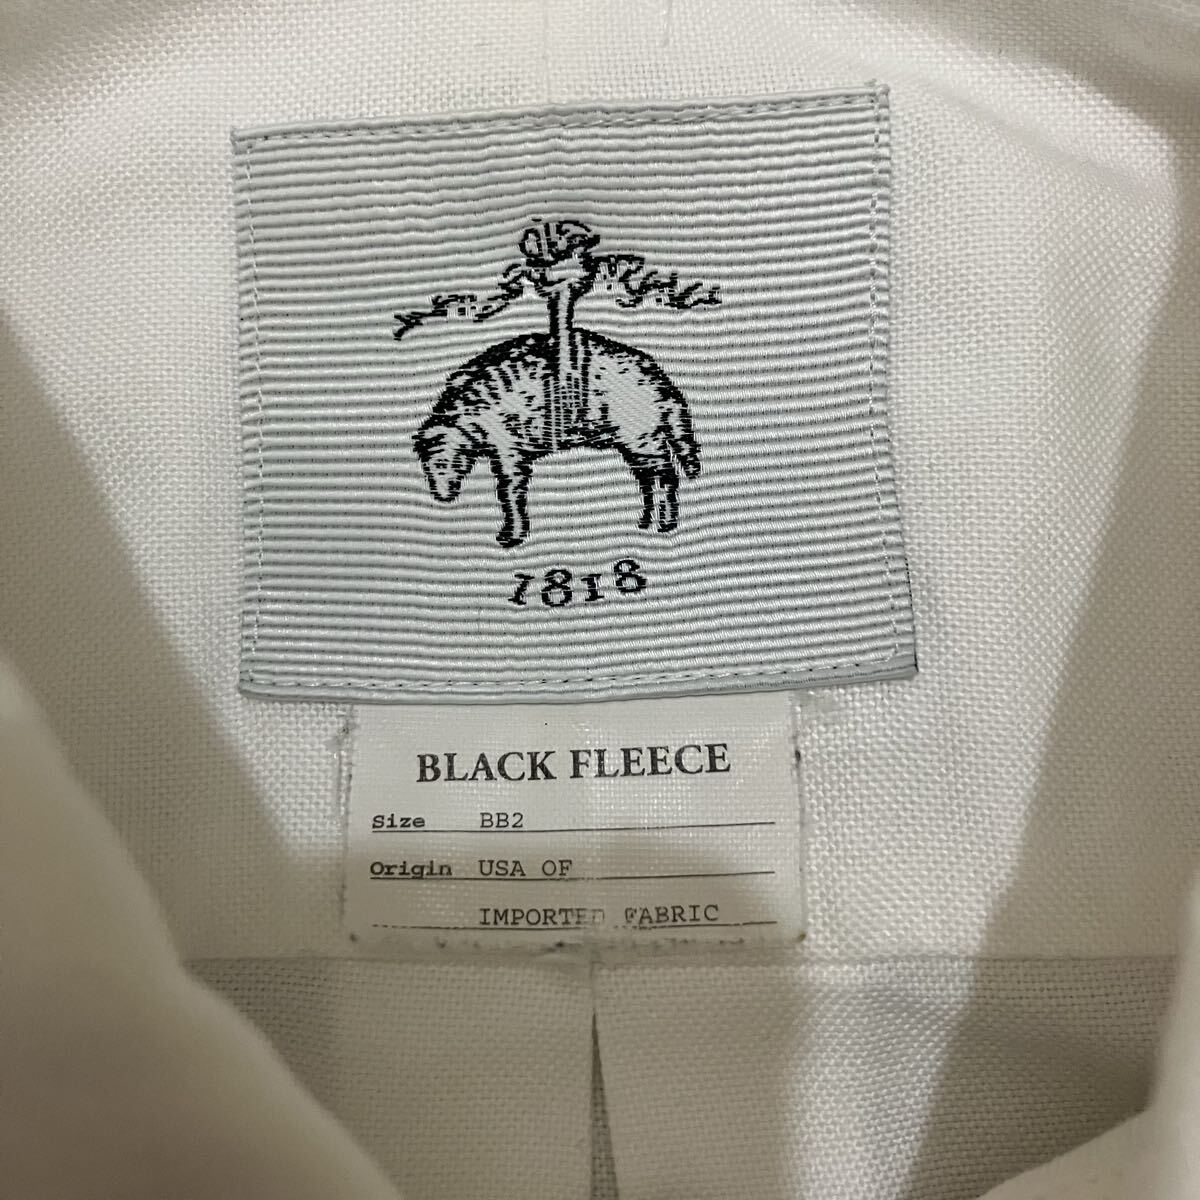 1818
BLACK FLEECE
Size BB2
Origin USA OF
IMPORTED FABRIC